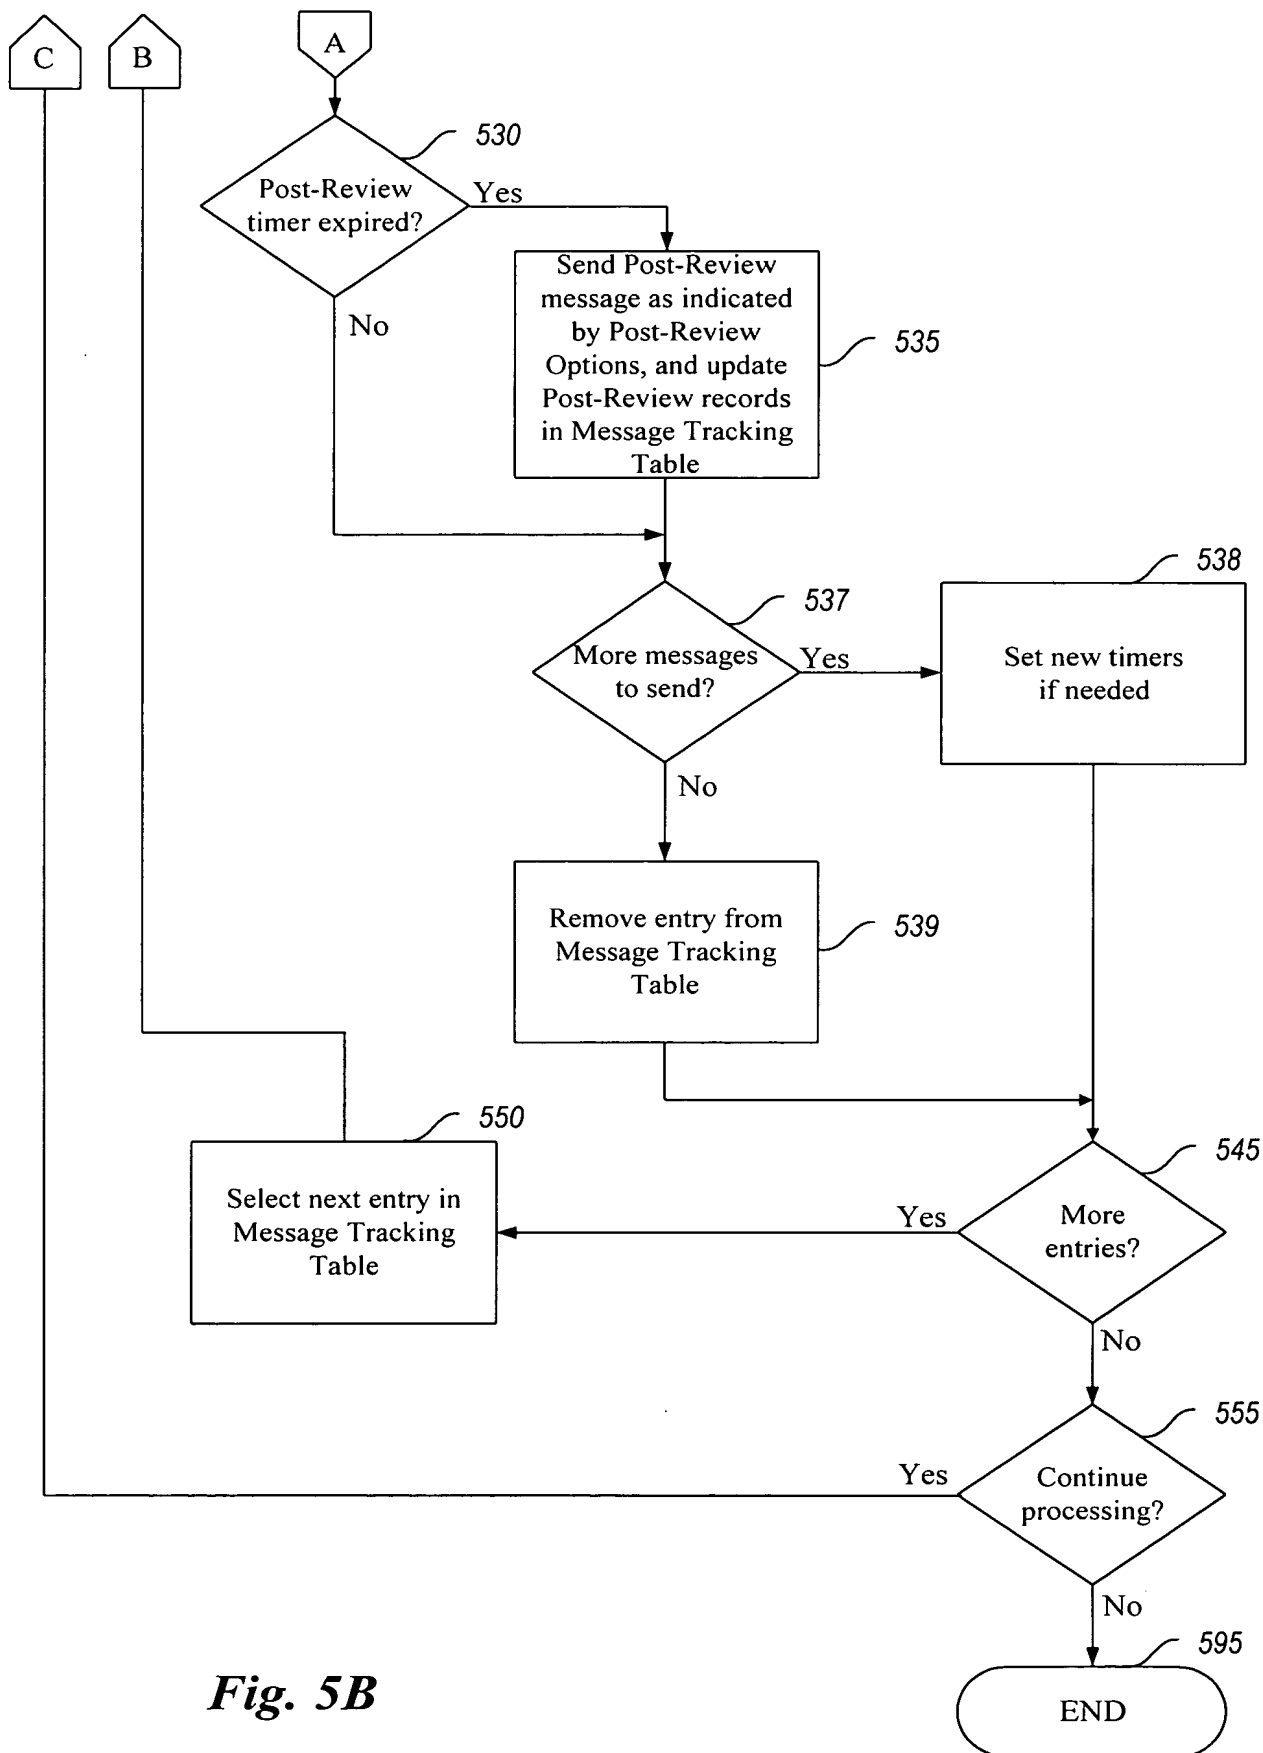 C
B
A
530
Post-Review
timer expired?
Yes
No
Send Post-Review
message as indicated
by Post-Review
Options, and update
Post-Review records
in Message Tracking
Table
535
537
More messages
to send?
Yes
538
Set new timers
if needed
No
Remove entry from
Message Tracking
Table
539
550
Select next entry in
Message Tracking
Table
545
More
entries?
Yes
No
555
Continue
processing?
Yes
No
595
END
Fig. 5B